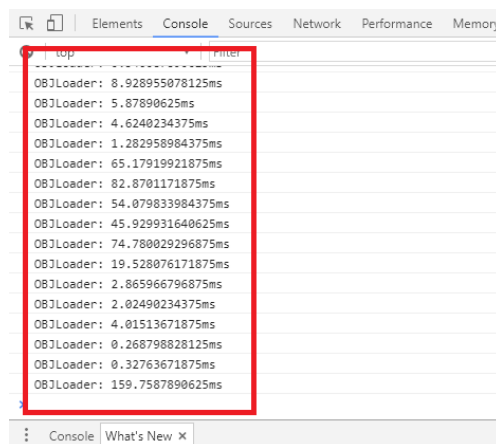 Elements Console Sources Network Performance Memory
top Filter
OBJLoader: 8.928955078125ms
OBJLoader: 5.87890625ms
OBJLoader: 4.6240234375ms
OBJLoader: 1.282958984375ms
OBJLoader: 65.17919921875ms
OBJLoader: 82.8701171875ms
OBJLoader: 54.079833984375ms
OBJLoader: 45.929931640625ms
OBJLoader: 74.780029296875ms
OBJLoader: 19.528076171875ms
OBJLoader: 2.865966796875ms
OBJLoader: 2.02490234375ms
OBJLoader: 4.01513671875ms
OBJLoader: 0.268798828125ms
OBJLoader: 0.32763671875ms
OBJLoader: 159.7587890625ms
Console What's New ×